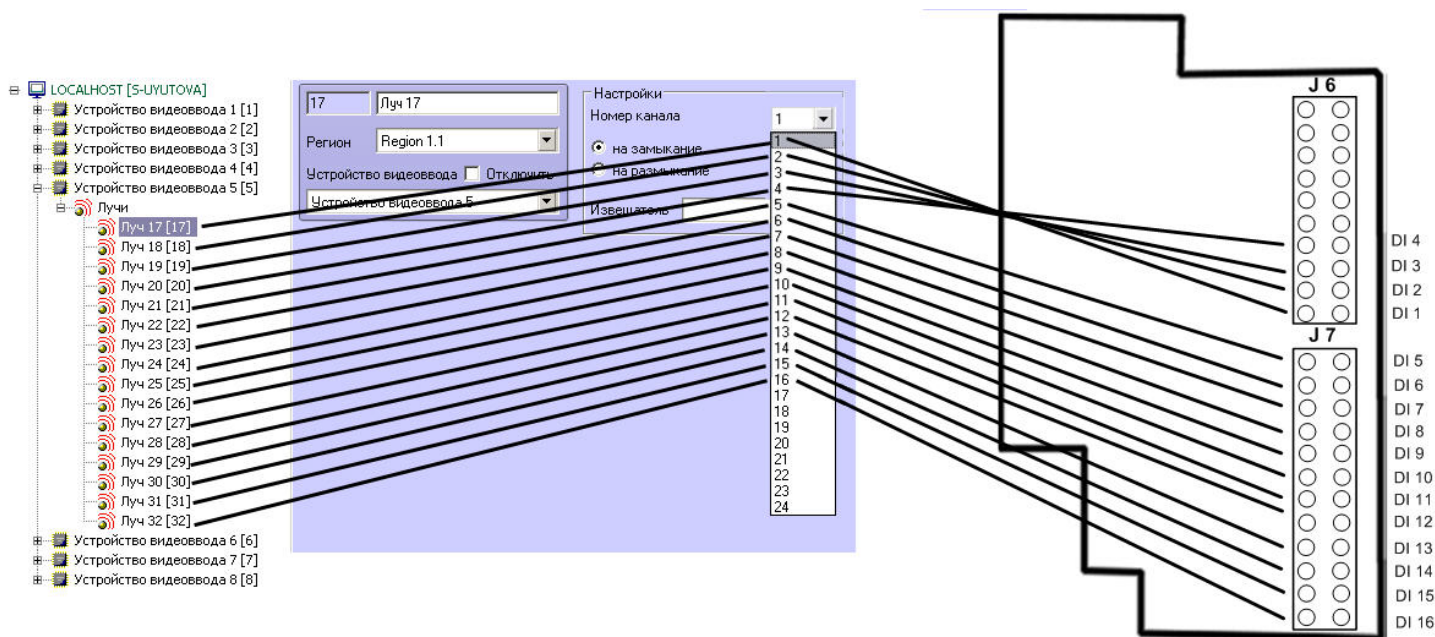 LOCALHOST [S-UYUTOVA]
Устройство видеоввода 1 [1]
Устройство видеоввода 2 [2]
Устройство видеоввода 3 [3]
Устройство видеоввода 4 [4]
Устройство видеоввода 5 [5]
Лучи
Луч 17 [17]
Луч 18 [18]
Луч 19 [19]
Луч 20 [20]
Луч 21 [21]
Луч 22 [22]
Луч 23 [23]
Луч 24 [24]
Луч 25 [25]
Луч 26 [26]
Луч 27 [27]
Луч 28 [28]
Луч 29 [29]
Луч 30 [30]
Луч 31 [31]
Луч 32 [32]
Устройство видеоввода 6 [6]
Устройство видеоввода 7 [7]
Устройство видеоввода 8 [8]
17
Луч 17
Регион
Region 1.1
Устройство видеоввода
Отключить
Устройство видеоввода 5
Настройки
Номер канала
1
на замыкание
на размыкание
Извещатель
1
2
3
4
5
6
7
8
9
10
11
12
13
14
15
16
17
18
19
20
21
22
23
24
J 6
DI 4
DI 3
DI 2
DI 1
J 7
DI 5
DI 6
DI 7
DI 8
DI 9
DI 10
DI 11
DI 12
DI 13
DI 14
DI 15
DI 16